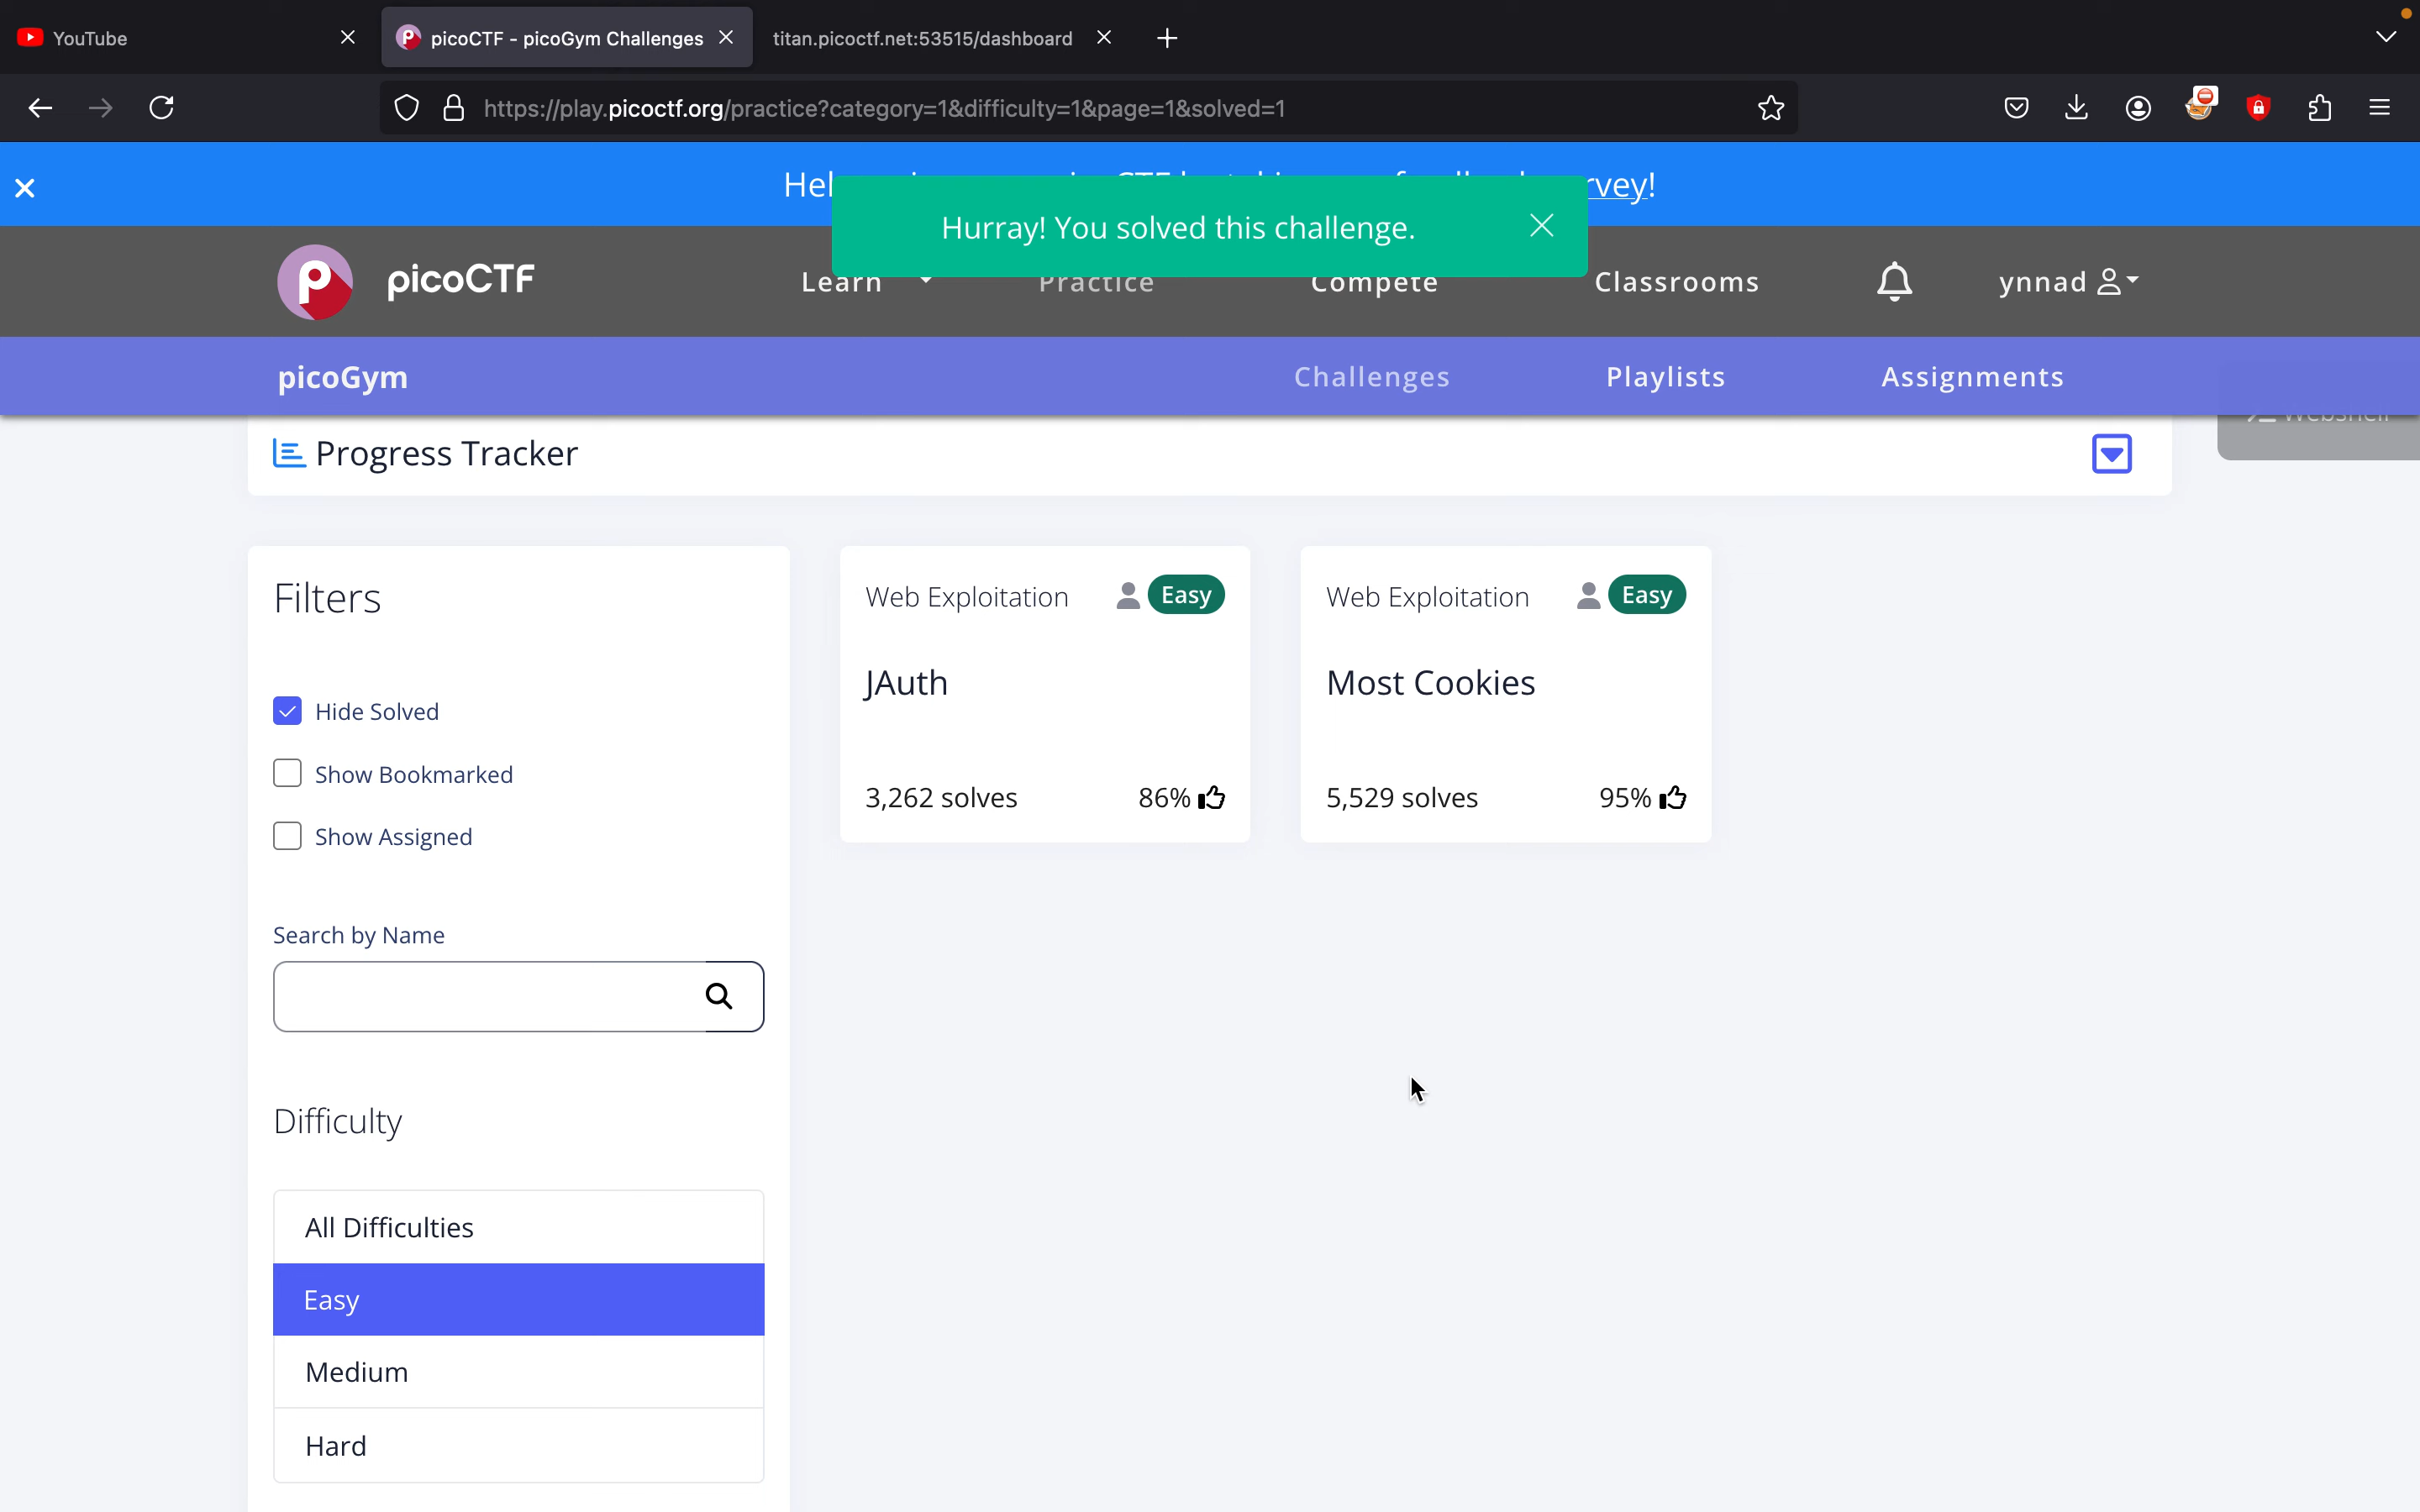 YouTube
picoCTF - picoGym Challenges
titan.picoctf.net:53515/dashboard
https://play.picoctf.org/practice?category=1&difficulty=1&page=1&solved=1
Hurray! You solved this challenge.
picoCTF
Learn
Practice
Compete
Classrooms
ynnad
picoGym
Challenges
Playlists
Assignments
Webshell
Progress Tracker
Filters
Hide Solved
Show Bookmarked
Show Assigned
Search by Name
Difficulty
All Difficulties
Easy
Medium
Hard
Web Exploitation Easy
JAuth
3,262 solves 86%
Web Exploitation Easy
Most Cookies
5,529 solves 95%